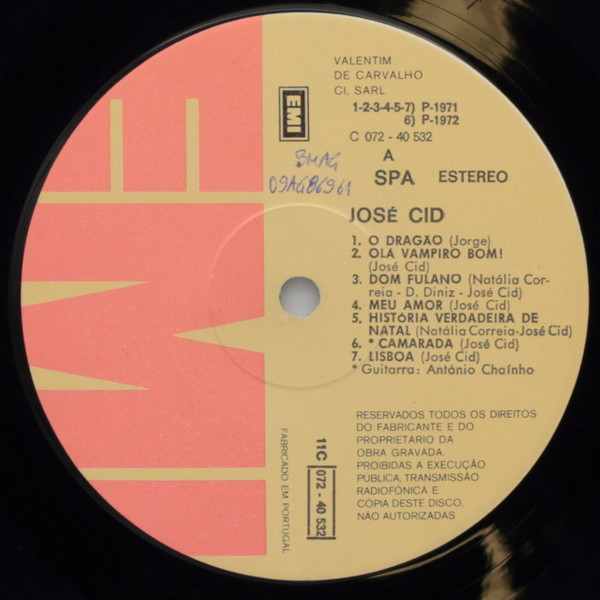 VALENTIM
DE CARVALHO
CI, SARL
EMI
1-2-3-4-5-7) P-1971
6) P-1972
C 072 - 40 532
A
SPA ESTEREO
09AG86961
JOSÉ CID
1. O DRAGÃO (Jorge)
2. OLÁ VAMPIRO BOM!
(José Cid)
3. DOM FULANO (Natália Cor-
reia - D. Diniz - José Cid)
4. MEU AMOR (José Cid)
5. HISTÓRIA VERDADEIRA DE
NATAL (Natália Correia-José Cid)
6. * CAMARADA (José Cid)
7. LISBOA (José Cid)
* Guitarra: António Chaínho
RESERVADOS TODOS OS DIREITOS
DO FABRICANTE E DO
PROPRIETÁRIO DA
OBRA GRAVADA.
PROIBIDAS A EXECUÇÃO
PUBLICA, TRANSMISSÃO
RADIOFÓNICA E
CÓPIA DESTE DISCO,
NÃO AUTORIZADAS
11C 072 - 40 532
FABRICADO EM PORTUGAL
EMI